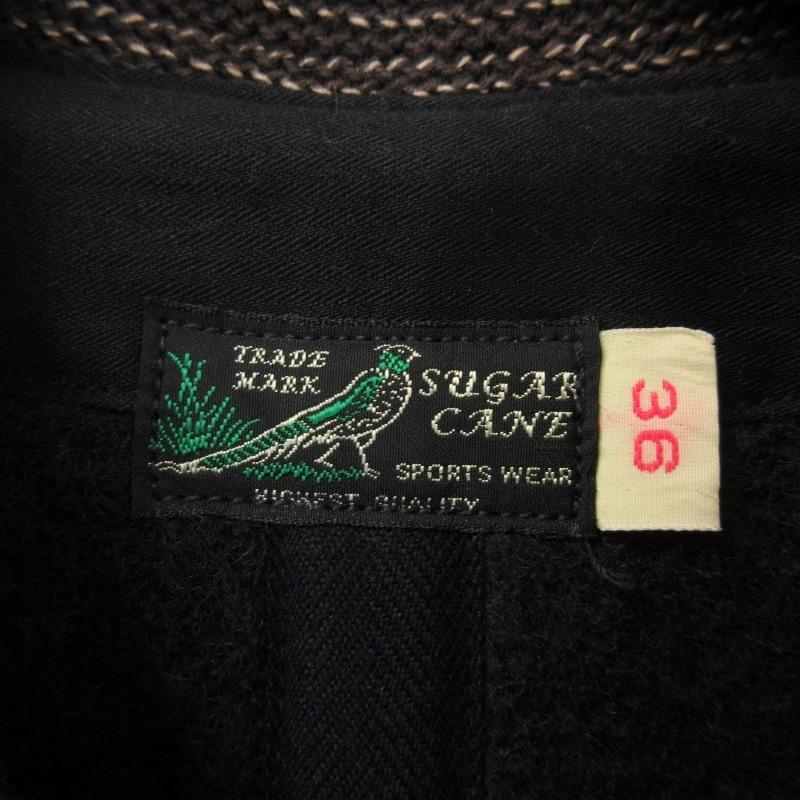 TRADE
MARK
SUGAR
CANE
SPORTS WEAR
HIGHEST QUALITY
36